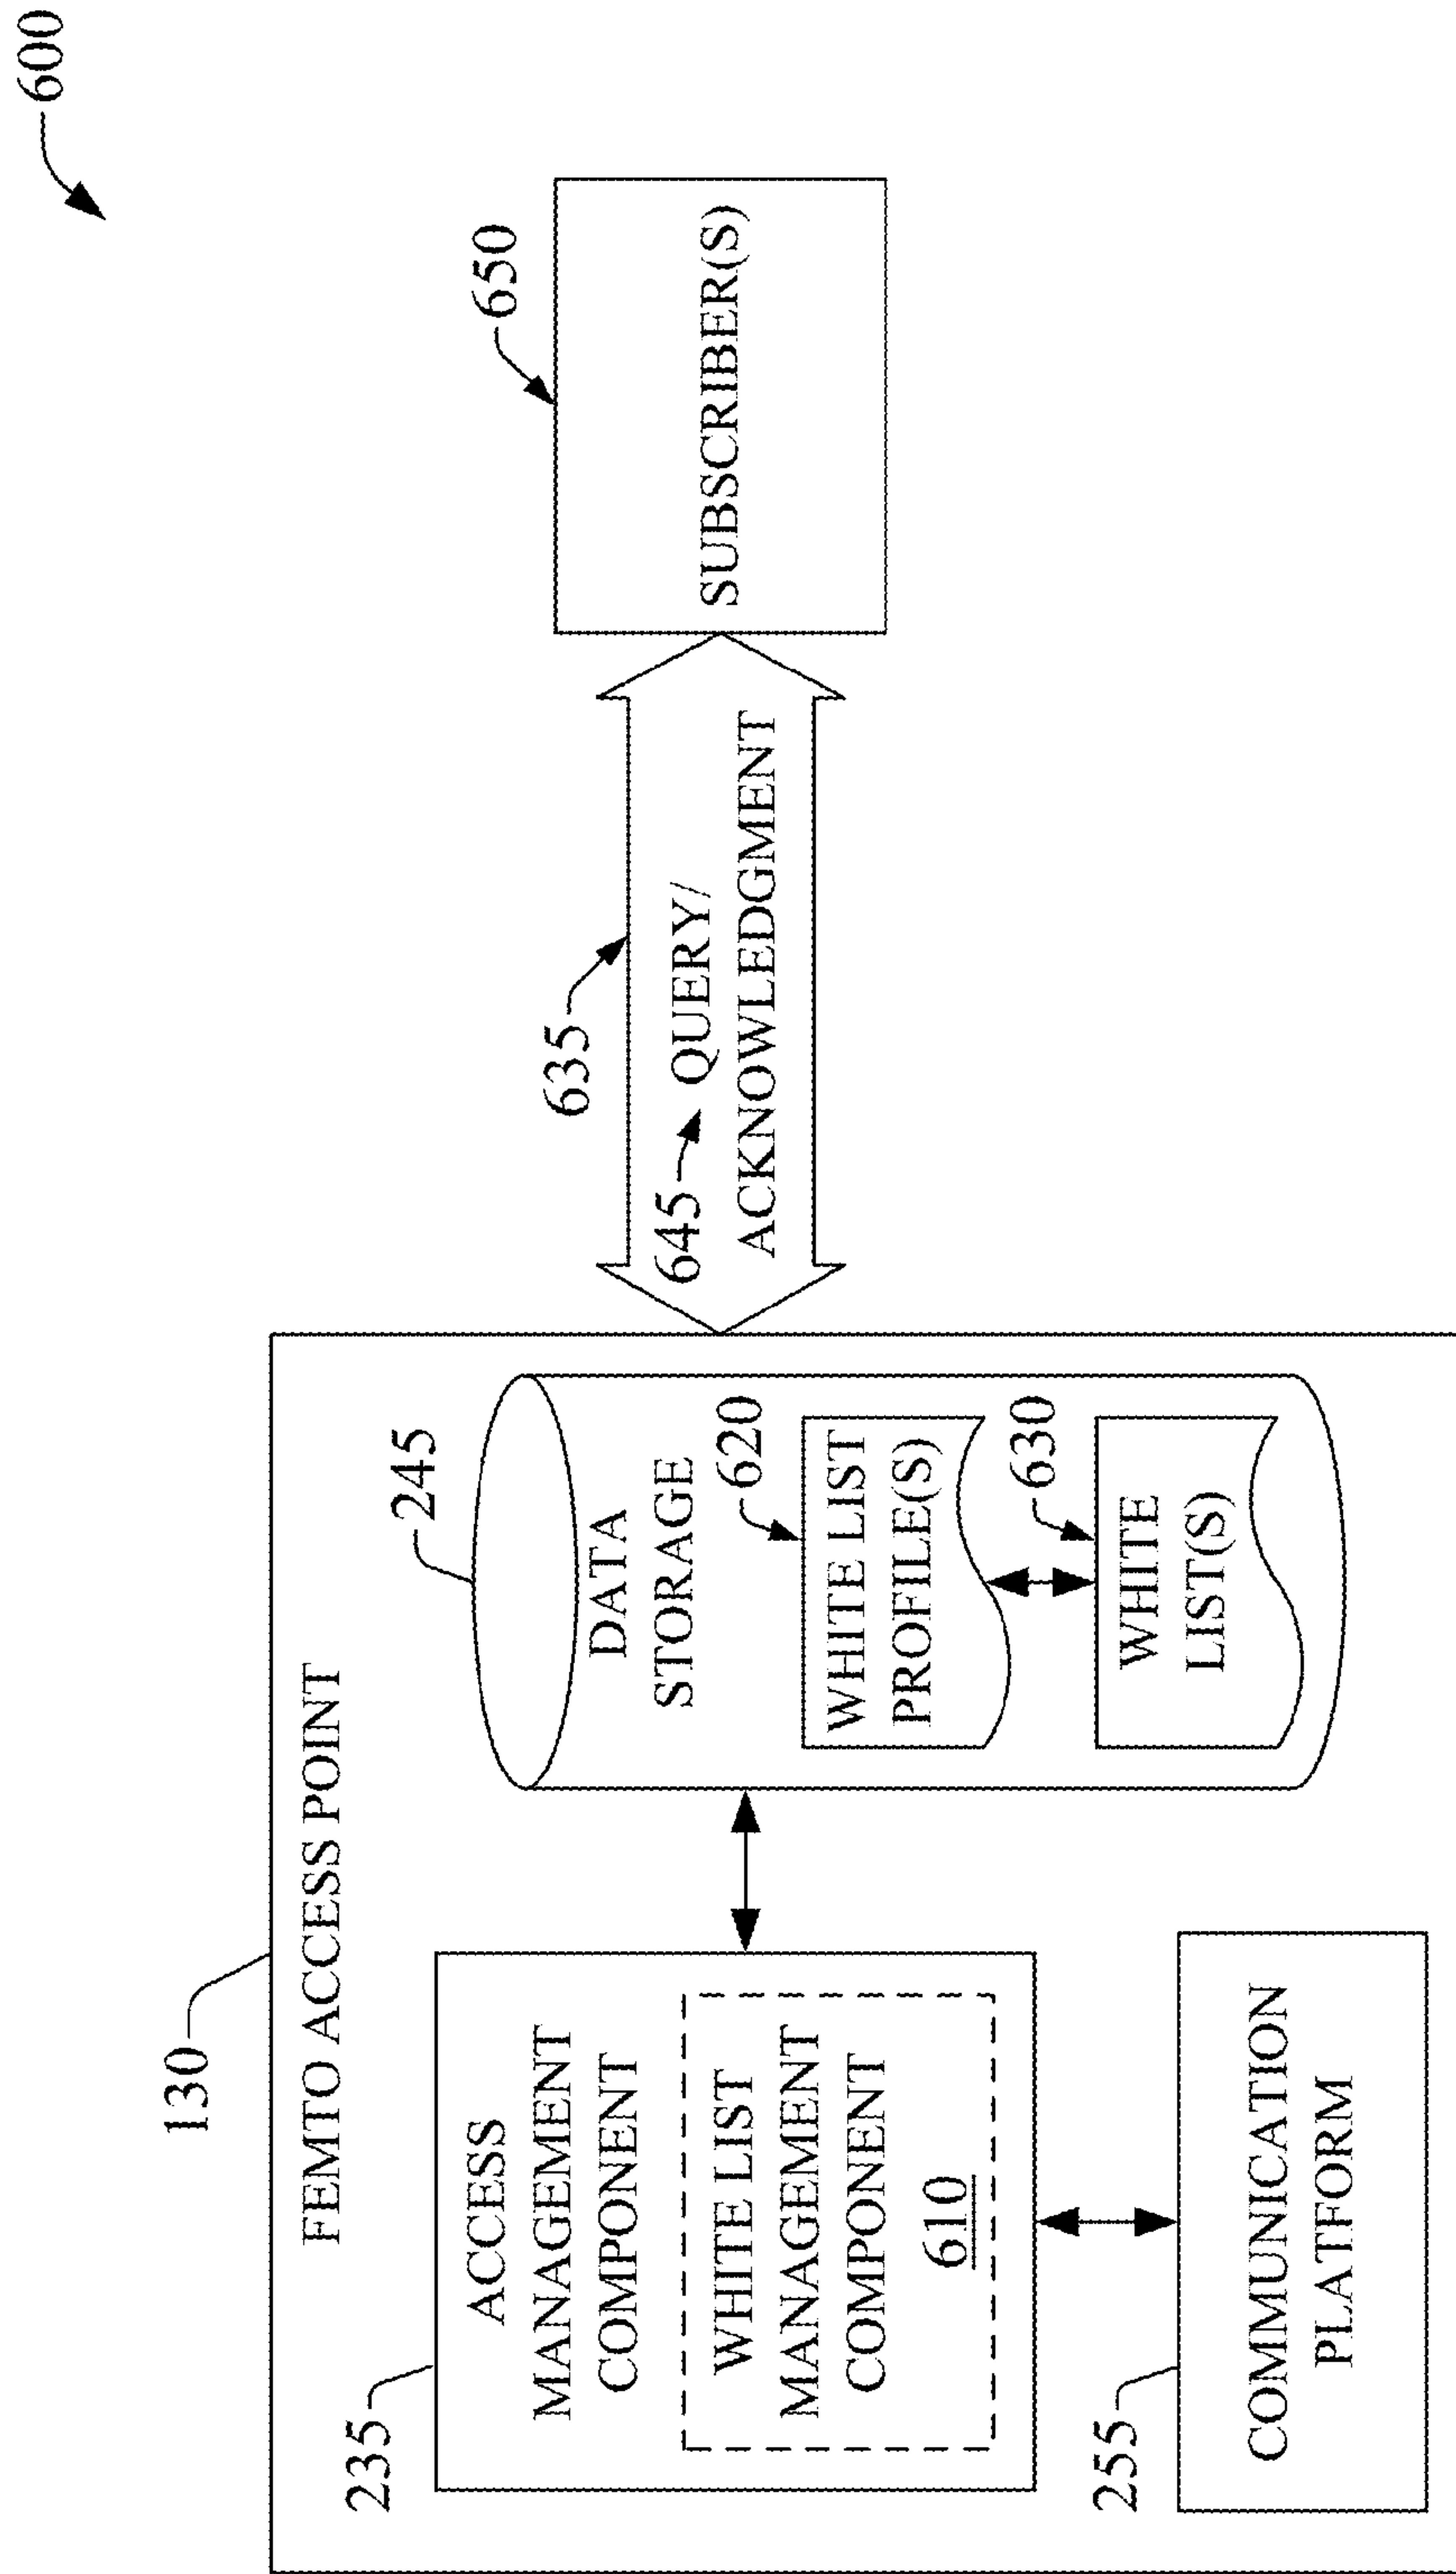 600
130
FEMTO ACCESS POINT
235
ACCESS
MANAGEMENT
COMPONENT
WHITE LIST
MANAGEMENT
COMPONENT
610
255
COMMUNICATION
PLATFORM
245
DATA
STORAGE
620
WHITE LIST
PROFILE(S)
630
WHITE
LIST(S)
635
645
QUERY/
ACKNOWLEDGMENT
650
SUBSCRIBER(S)